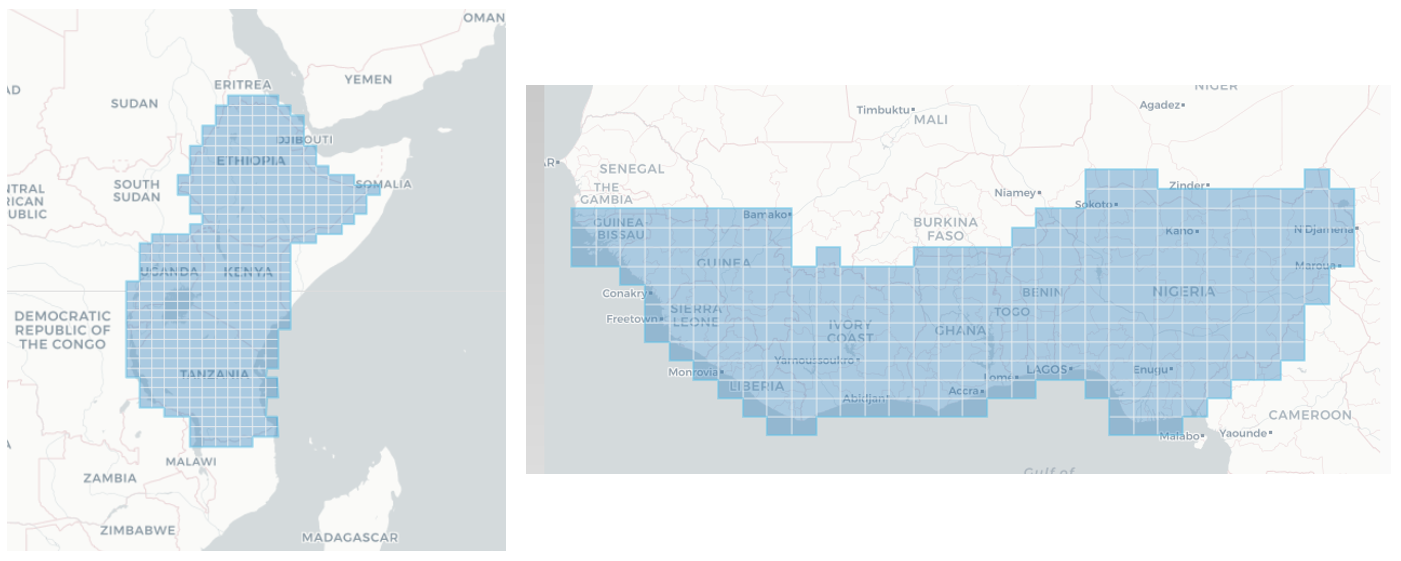 OMAN
YEMEN
ERITREA
AD
SUDAN
DJIBOUTI
ETHIOPIA
NTRAL
RICAN
UBLIC
SOUTH
SUDAN
SOMALIA
UGANDA
KENYA
DEMOCRATIC
REPUBLIC OF
THE CONGO
TANZANIA
MALAWI
ZAMBIA
ZIMBABWE
MADAGASCAR
NIGER
Timbuktu
MALI
Agadez
AR
SENEGAL
THE
GAMBIA
Niamey
Zinder
Sokoto
Bamako
GUINEA-
BISSAU
BURKINA
FASO
Kano
N'Djamena
GUINEA
Maroua
Conakry
BENIN
NIGERIA
SIERRA
LEONE
Freetown
TOGO
IVORY
COAST
GHANA
Yamoussoukro
Monrovia
LIBERIA
Lomé
LAGOS
Enugu
Accra
Abidjan
CAMEROON
Malabo
Yaounde
Gulf of